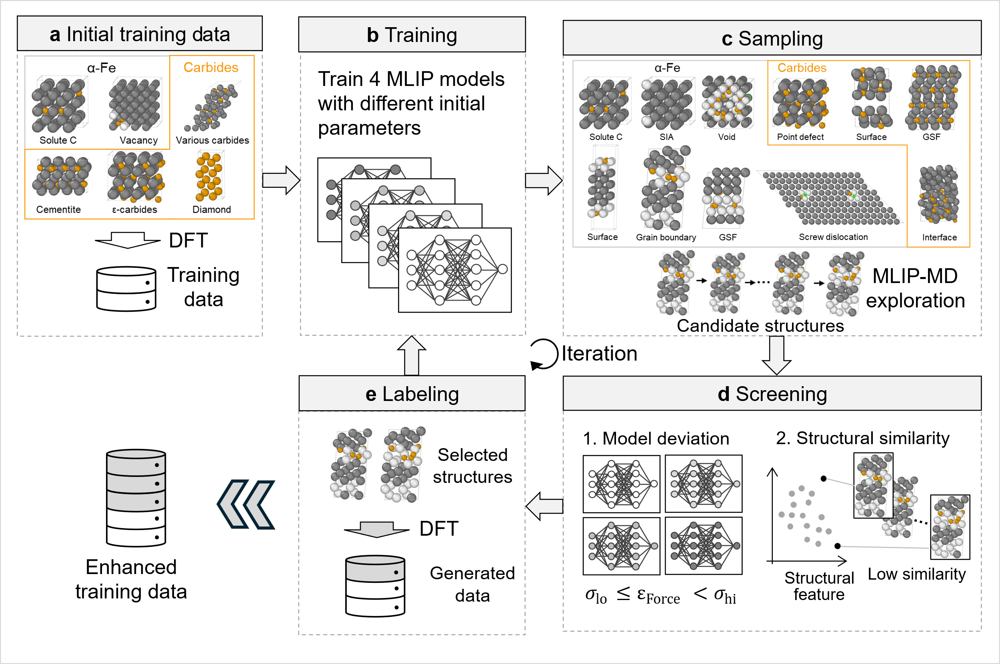 a Initial training data
α-Fe
Carbides
Solute C
Vacancy
Various carbides
Cementite
ε-carbides
Diamond
DFT
Training
data
b Training
Train 4 MLIP models
with different initial
parameters
c Sampling
α-Fe
Carbides
Solute C
SIA
Void
Point defect
Surface
GSF
Surface
Grain boundary
GSF
Screw dislocation
Interface
MLIP-MD
exploration
Candidate structures
Iteration
d Screening
1. Model deviation
2. Structural similarity
σlo ≤ εForce < σhi
Structural
feature
Low similarity
e Labeling
Selected
structures
DFT
Generated
data
Enhanced
training data